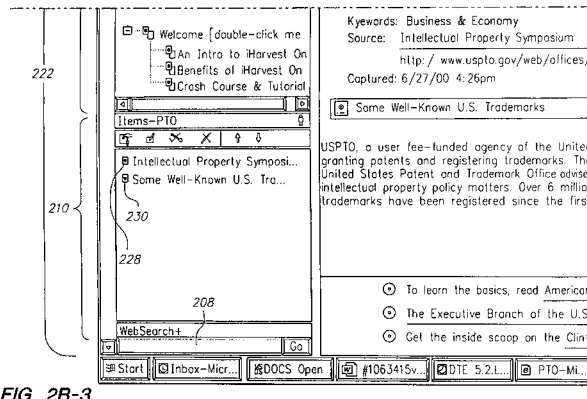 Welcome [double-click me
An Intro to iHarvest On
Benefits of iHarvest On
Crash Course & Tutorial
Items-PTO
Intellectual Property Symposi...
Some Well-Known U.S. Tra...
222
210
228
230
208
WebSearch+
Go
Kyewords: Business & Economy
Source: Intellectual Property Symposium
http:/ www.uspto.gov/web/offices/
Captured: 6/27/00 4:26pm
Some Well-Known U.S. Trademarks
USPTO, a user fee-funded agency of the Unite
granting patents and registering trademarks. Th
United States Patent and Trademark Office advise
intellectual property policy matters. Over 6 millio
trademarks have been registered since the firs
To learn the basics, read American
The Executive Branch of the U.S
Get the inside scoop on the Clin
Start
Inbox-Micr...
DOCS Open
#1063415v...
DTE 5.2.L...
PTO-Mi...
FIG. 2B-3